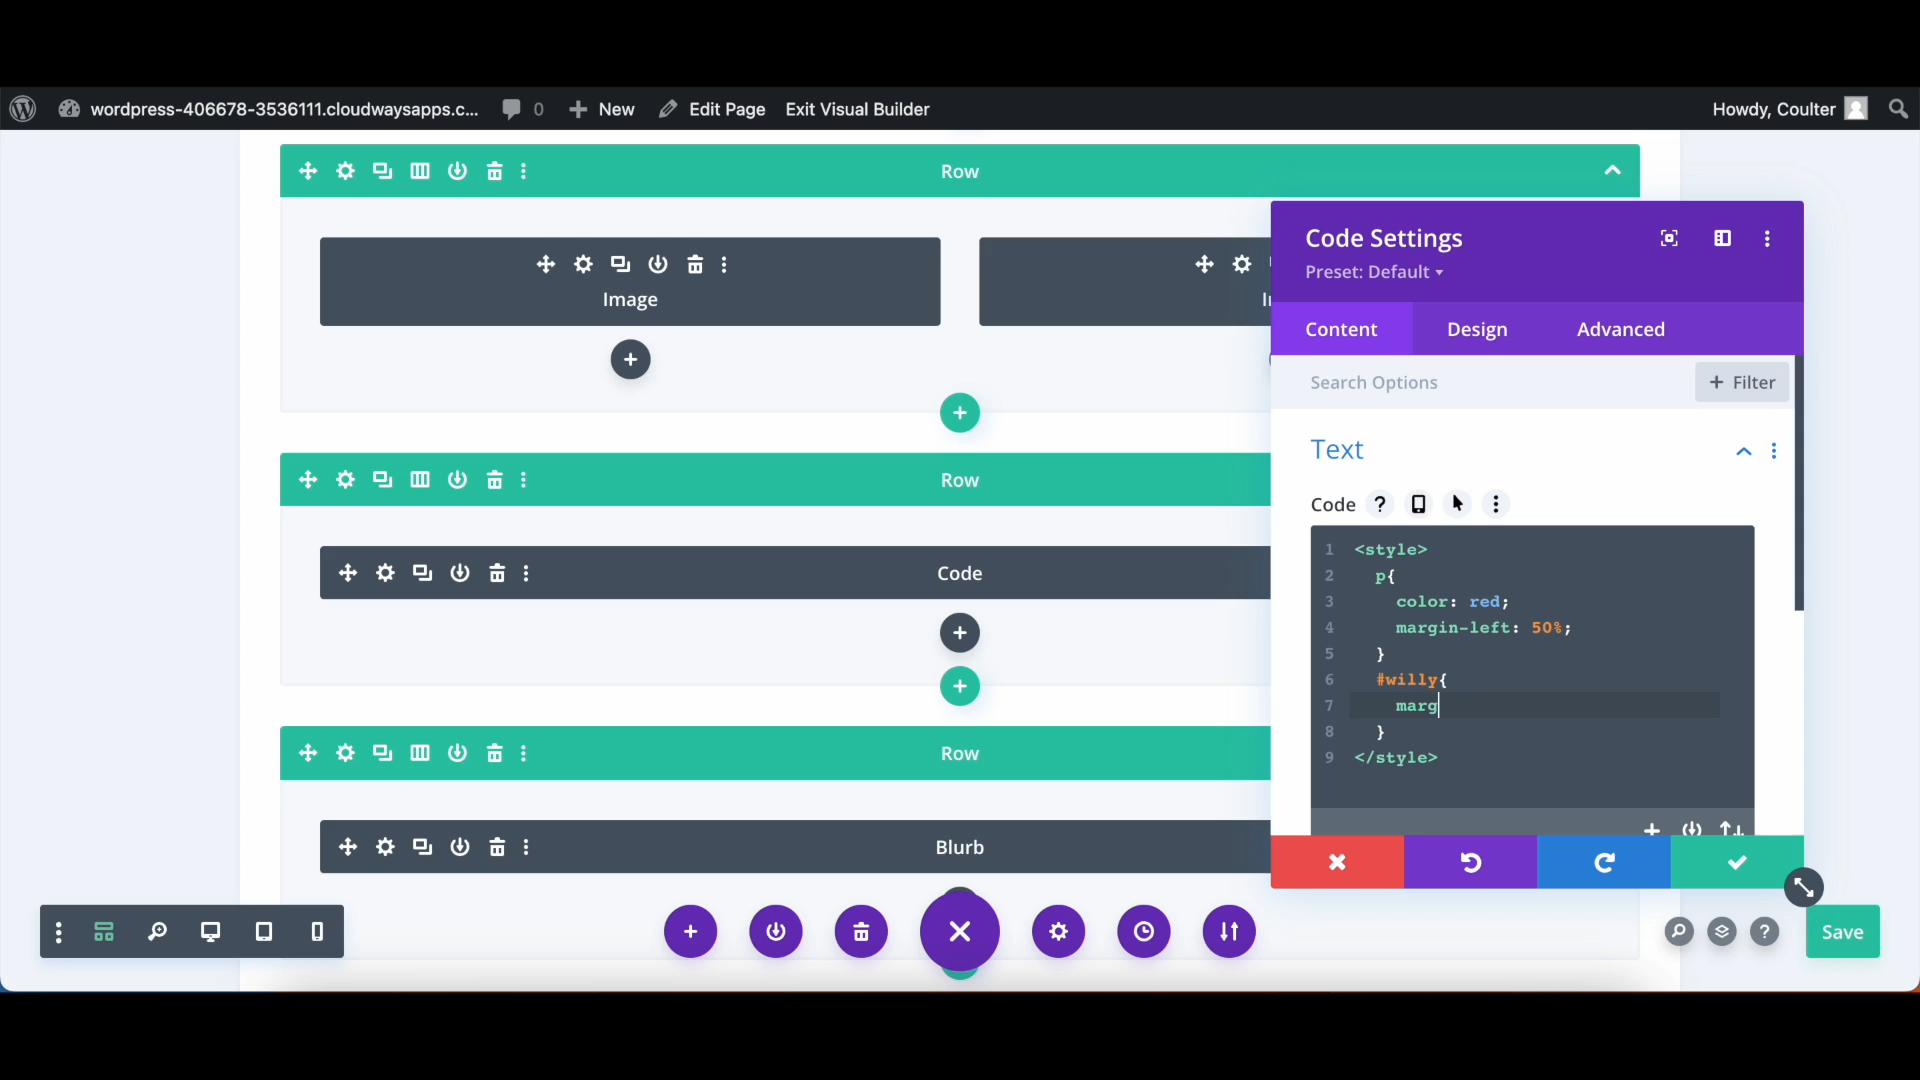 wordpress-406678-3536111.cloudwaysapps.c... 0 New Edit Page Exit Visual Builder Howdy, Coulter
Row
Image
Row
Code
Row
Blurb
Code Settings
Preset: Default
Content Design Advanced
Search Options + Filter
Text
Code ?
1 <style>
2 p{
3 color: red;
4 margin-left: 50%;
5 }
6 #willy{
7 marg
8 }
9 </style>
? Save